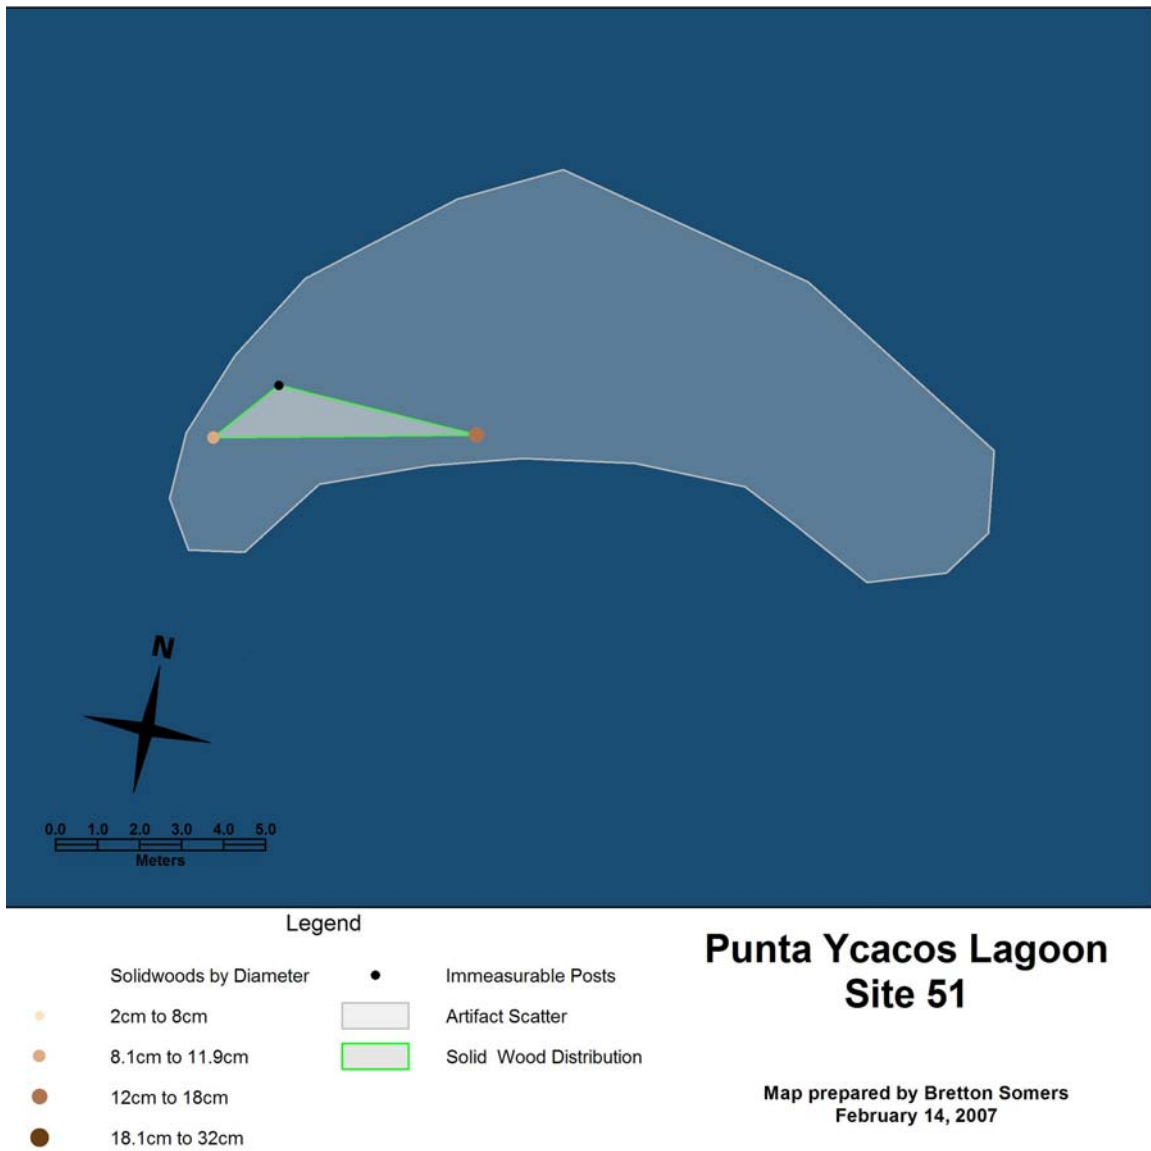 N
0.0 1.0 2.0 3.0 4.0 5.0
Meters
Legend
Solidwoods by Diameter
2cm to 8cm
8.1cm to 11.9cm
12cm to 18cm
18.1cm to 32cm
Immeasurable Posts
Artifact Scatter
Solid Wood Distribution
Punta Ycacos Lagoon
Site 51
Map prepared by Bretton Somers
February 14, 2007